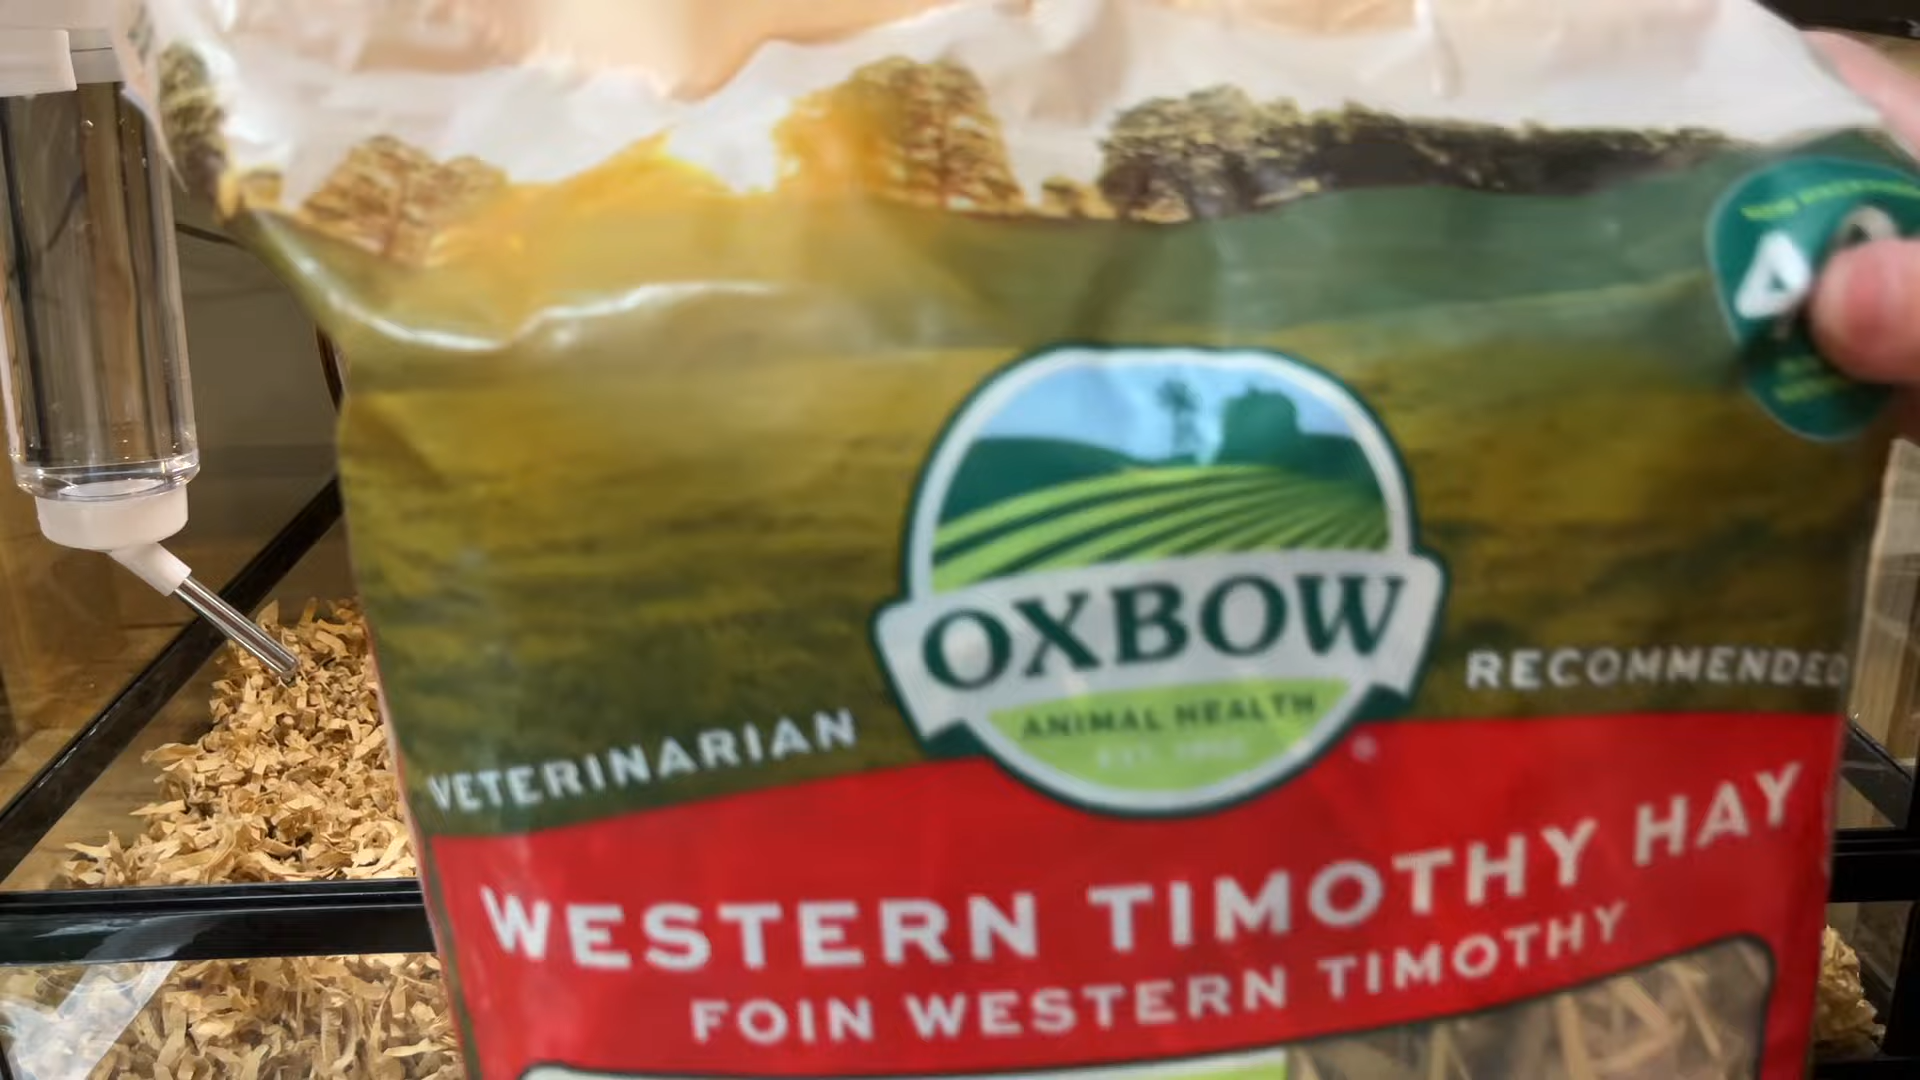 OXBOW
ANIMAL HEALTH
VETERINARIAN
RECOMMENDED
WESTERN TIMOTHY HAY
FOIN WESTERN TIMOTHY